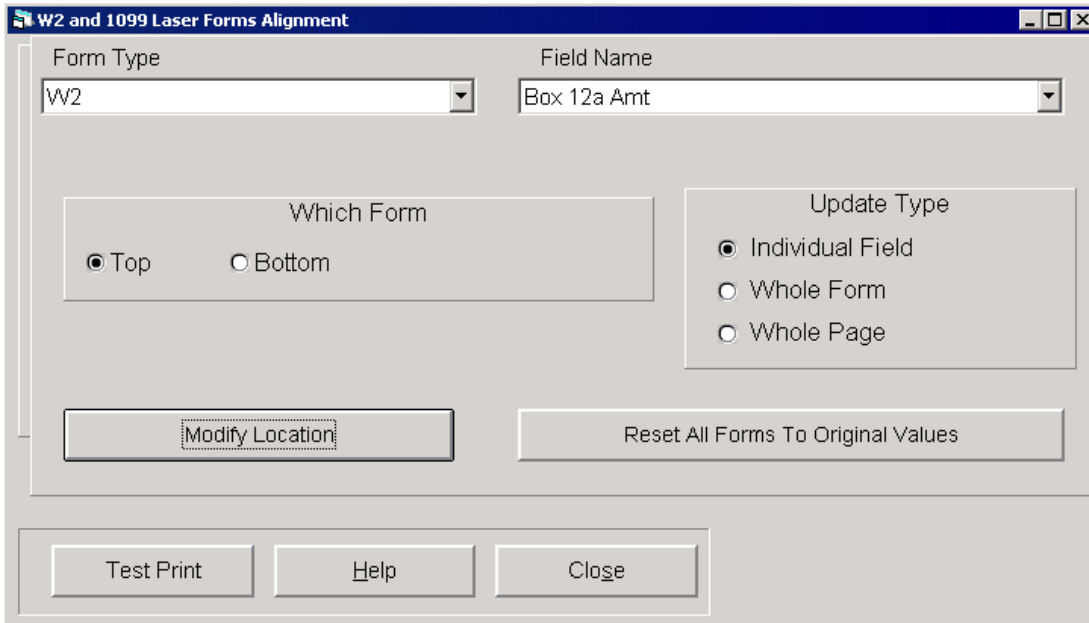 W2 and 1099 Laser Forms Alignment
Form Type
Field Name
W2
Box 12a Amt
Which Form
Top
Bottom
Update Type
Individual Field
Whole Form
Whole Page
Modify Location
Reset All Forms To Original Values
Test Print
Help
Close